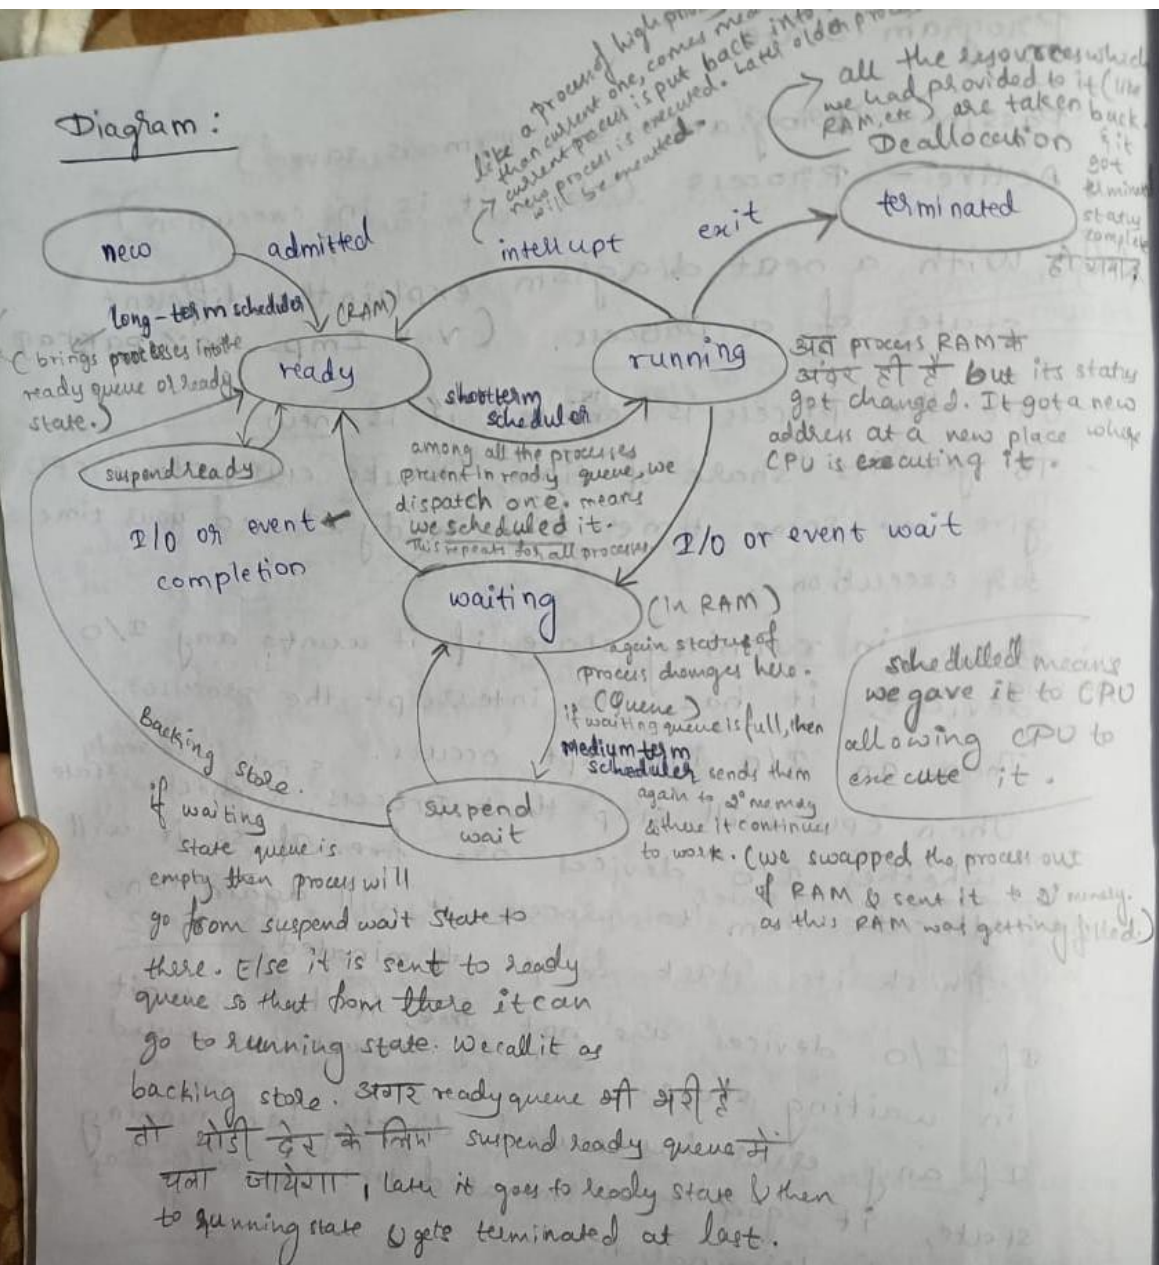 Diagram:
like a process of high
than current one, comes
current process is put back into
new process is executed. Later older
will be executed.
all the resources which
we had provided to it (like
RAM, etc) are taken back.
Deallocation
& it
got
status
हो गया
new
admitted
interrupt
exit
terminated
long-term scheduler
(brings processes into the
ready queue or ready
state.)
(RAM)
ready
running
अब process RAM के
अंदर ही है but its status
got changed. It got a new
address at a new place where
CPU is executing it.
short term
scheduler
among all the processes
present in ready queue, we
dispatch one. means
we scheduled it.
This repeats for all processes
suspend ready
I/O or event
completion
I/O or event wait
waiting
(in RAM)
again status of
process changes here.
(Queue)
if waiting queue is full, then
Medium term
scheduler sends them
again to 2° memory
& there it continues
to work. (we swapped the process out
of RAM & sent it to 2° memory.
as this RAM was getting filled.)
schedulled means
we gave it to CPU
allowing CPU to
execute it.
suspend
wait
Backing store.
if waiting
state queue is
empty then process will
go from suspend wait state to
there. Else it is sent to ready
queue so that from there it can
go to running state. We call it as
backing store. अगर ready queue भी भरी है
तो थोडी देर के लिए suspend ready queue में
चला जायेगा, Later it goes to ready state & then
to running state & gets terminated at last.